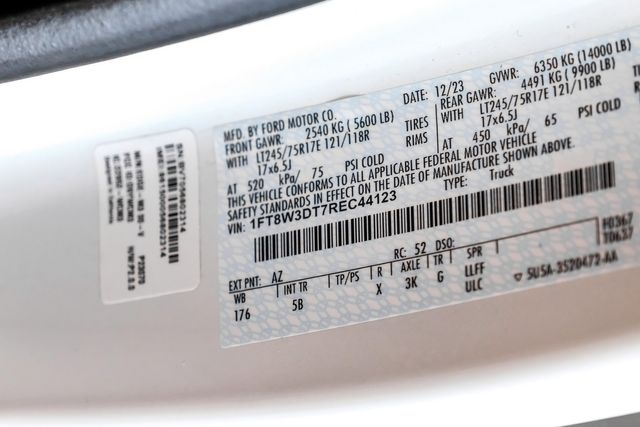 MFD. BY FORD MOTOR CO.
DATE: 12/23 GVWR: 6350 KG (14000 LB)
FRONT GAWR: 2540 KG (5600 LB) REAR GAWR: 4491 KG (9900 LB)
WITH LT245/75R17E 121/118R TIRES WITH LT245/75R17E 121/118R
17x6.5J RIMS 17x6.5J
AT 520 kPa/ 75 PSI COLD AT 450 kPa/ 65 PSI COLD
THIS VEHICLE CONFORMS TO ALL APPLICABLE FEDERAL MOTOR VEHICLE
SAFETY STANDARDS IN EFFECT ON THE DATE OF MANUFACTURE SHOWN ABOVE.
VIN: 1FT8W3DT7REC44123
TYPE: Truck
F0367
T0637
EXT PNT: AZ RC: 52 DSO:
WB INT TR TP/PS R AXLE TR SPR
176 5B X 3K G LLFF
ULC
5U5A-3520472-AA